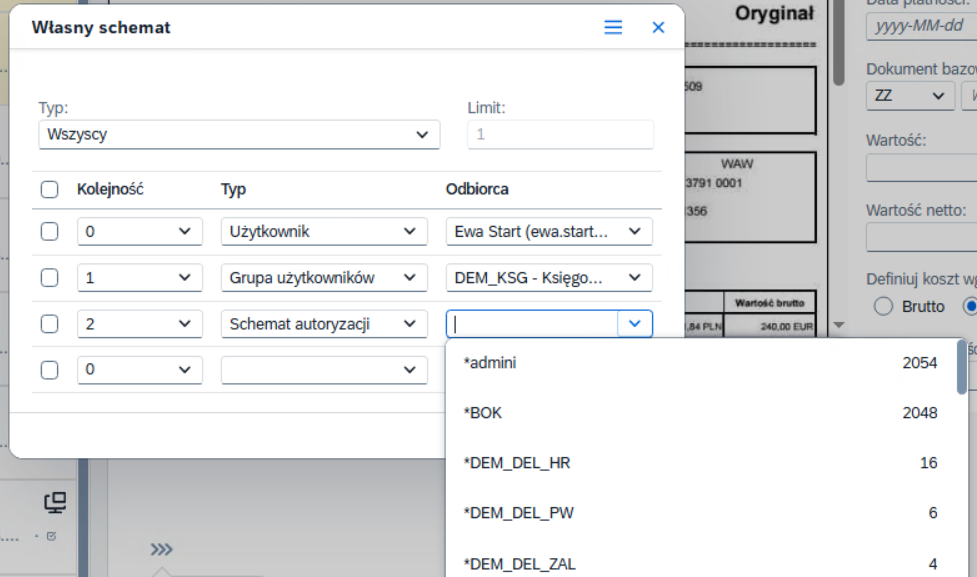 Własny schemat
Typ:
Limit:
Wszyscy
1
Kolejność Typ Odbiorca
0 Użytkownik Ewa Start (ewa.start...
1 Grupa użytkowników DEM_KSG - Księgo...
2 Schemat autoryzacji
0
*admini 2054
*BOK 2048
*DEM_DEL_HR 16
*DEM_DEL_PW 6
*DEM_DEL_ZAL 4
Oryginał
509
WAW
3791 0001
356
Wartość brutto
,84 PLN 240,00 EUR
Data płatności:
yyyy-MM-dd
Dokument bazow
ZZ
Wartość:
Wartość netto:
Definiuj koszt wg
Brutto